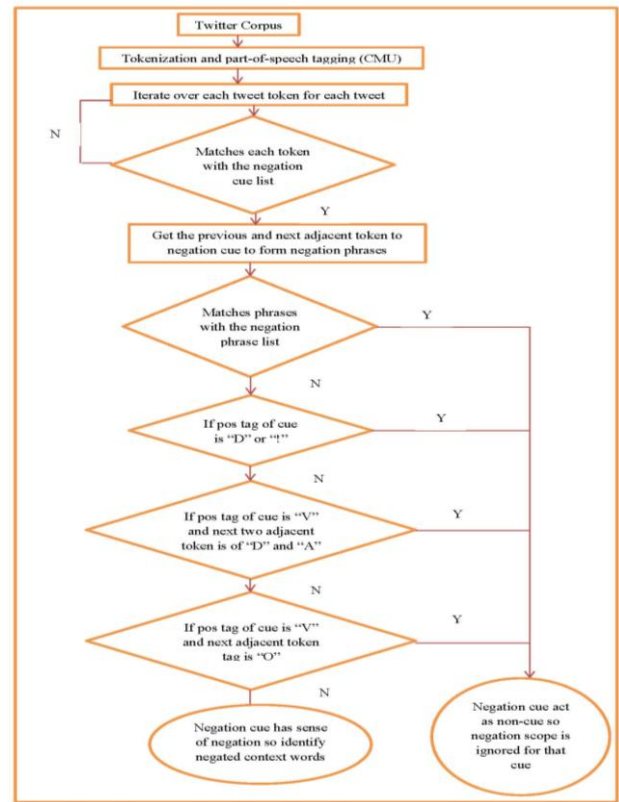 Twitter Corpus
Tokenization and part-of-speech tagging (CMU)
Iterate over each tweet token for each tweet
N
Matches each token
with the negation
cue list
Y
Get the previous and next adjacent token to
negation cue to form negation phrases
Matches phrases
with the negation
phrase list
Y
N
If pos tag of cue
is “D” or “!”
Y
N
If pos tag of cue is “V”
and next two adjacent
token is of “D” and “A”
Y
N
If pos tag of cue is “V”
and next adjacent token
tag is “O”
Y
N
Negation cue has sense
of negation so identify
negated context words
Negation cue act
as non-cue so
negation scope is
ignored for that
cue